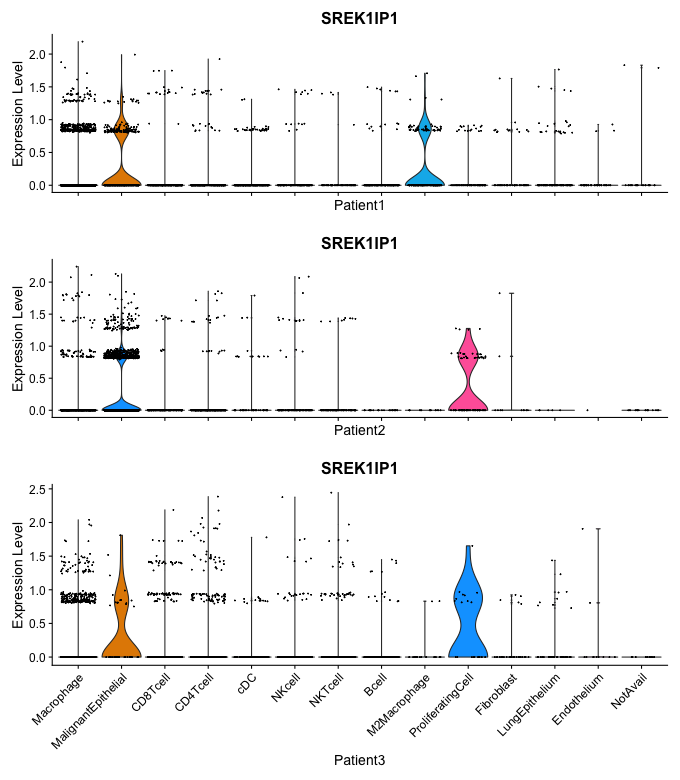 SREK1IP1
Expression Level
2.0
1.5
1.0
0.5
0.0
Patient1
SREK1IP1
Expression Level
2.0
1.5
1.0
0.5
0.0
Patient2
SREK1IP1
Expression Level
2.5
2.0
1.5
1.0
0.5
0.0
Macrophage
MalignantEpithelial
CD8Tcell
CD4Tcell
cDC
NKcell
NKTcell
Bcell
M2Macrophage
ProliferatingCell
Fibroblast
LungEpithelium
Endothelium
NotAvail
Patient3